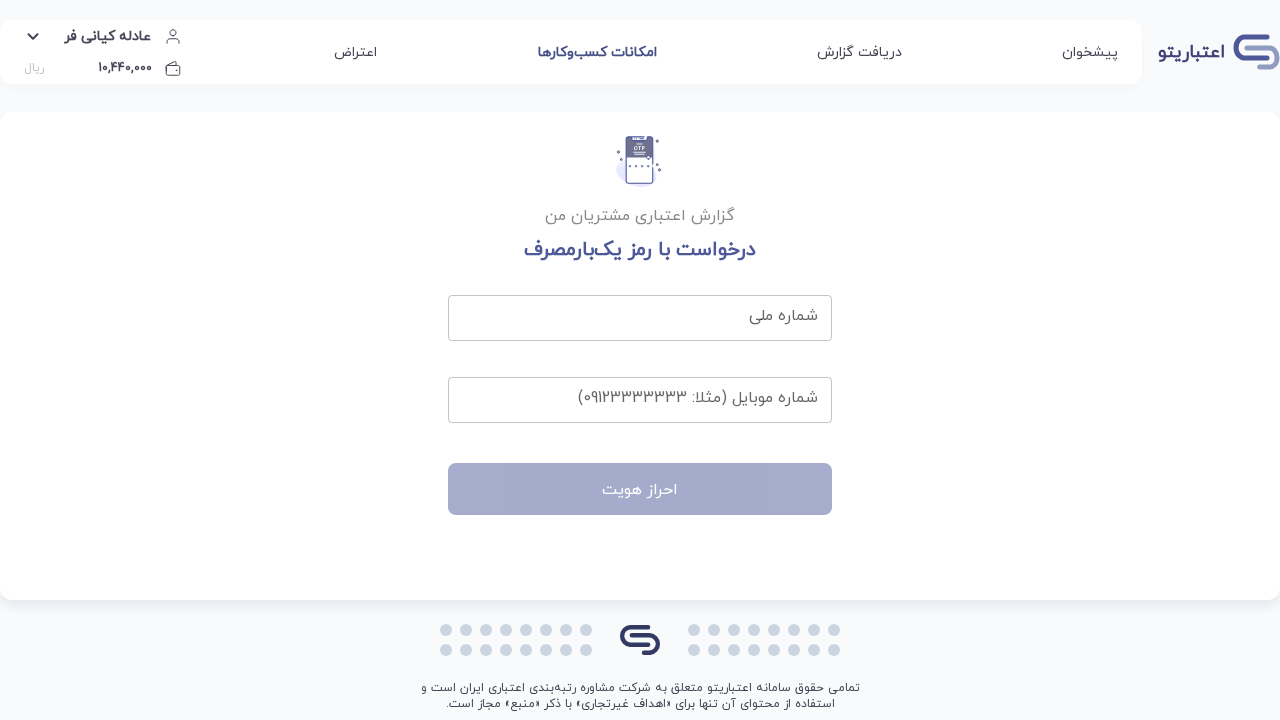 اعتباریتو
پیشخوان
دریافت گزارش
امکانات کسب‌وکارها
اعتراض
عادله کیانی فر
۱۰,۴۴۰,۰۰۰ ریال
OTP
گزارش اعتباری مشتریان من
درخواست با رمز یک‌بارمصرف
شماره ملی
شماره موبایل (مثلا: ۰۹۱۲۳۳۳۳۳۳۳)
احراز هویت
تمامی حقوق سامانه اعتباریتو متعلق به شرکت مشاوره رتبه‌بندی اعتباری ایران است و
استفاده از محتوای آن تنها برای «اهداف غیرتجاری» با ذکر «منبع» مجاز است.